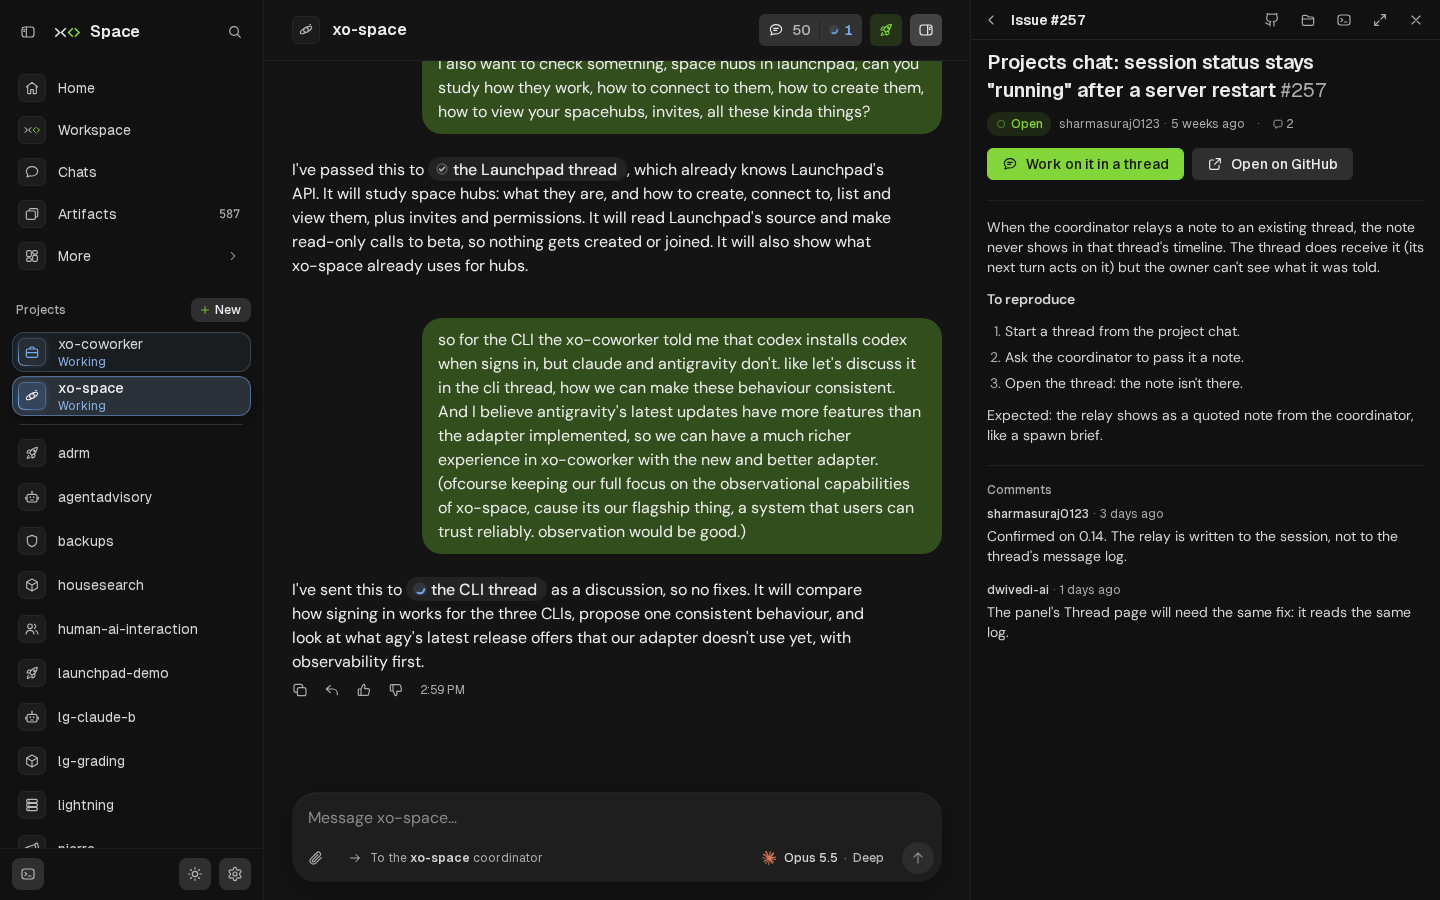 Space
Home
Workspace
Chats
Artifacts 587
More
Projects
New
xo-coworker
Working
xo-space
Working
adrm
agentadvisory
backups
housesearch
human-ai-interaction
launchpad-demo
lg-claude-b
lg-grading
lightning
xo-space
50
1
I also want to check something, space hubs in launchpad, can you
study how they work, how to connect to them, how to create them,
how to view your spacehubs, invites, all these kinda things?
I've passed this to the Launchpad thread , which already knows Launchpad's
API. It will study space hubs: what they are, and how to create, connect to, list and
view them, plus invites and permissions. It will read Launchpad's source and make
read-only calls to beta, so nothing gets created or joined. It will also show what
xo-space already uses for hubs.
so for the CLI the xo-coworker told me that codex installs codex
when signs in, but claude and antigravity don't. like let's discuss it
in the cli thread, how we can make these behaviour consistent.
And I believe antigravity's latest updates have more features than
the adapter implemented, so we can have a much richer
experience in xo-coworker with the new and better adapter.
(ofcourse keeping our full focus on the observational capabilities
of xo-space, cause its our flagship thing, a system that users can
trust reliably. observation would be good.)
I've sent this to the CLI thread as a discussion, so no fixes. It will compare
how signing in works for the three CLIs, propose one consistent behaviour, and
look at what agy's latest release offers that our adapter doesn't use yet, with
observability first.
2:59 PM
Message xo-space...
To the xo-space coordinator
Opus 5.5 · Deep
Issue #257
Projects chat: session status stays
"running" after a server restart #257
Open sharmasuraj0123 · 5 weeks ago · 2
Work on it in a thread
Open on GitHub
When the coordinator relays a note to an existing thread, the note
never shows in that thread's timeline. The thread does receive it (its
next turn acts on it) but the owner can't see what it was told.
To reproduce
1. Start a thread from the project chat.
2. Ask the coordinator to pass it a note.
3. Open the thread: the note isn't there.
Expected: the relay shows as a quoted note from the coordinator,
like a spawn brief.
Comments
sharmasuraj0123 · 3 days ago
Confirmed on 0.14. The relay is written to the session, not to the
thread's message log.
dwivedi-ai · 1 days ago
The panel's Thread page will need the same fix: it reads the same
log.